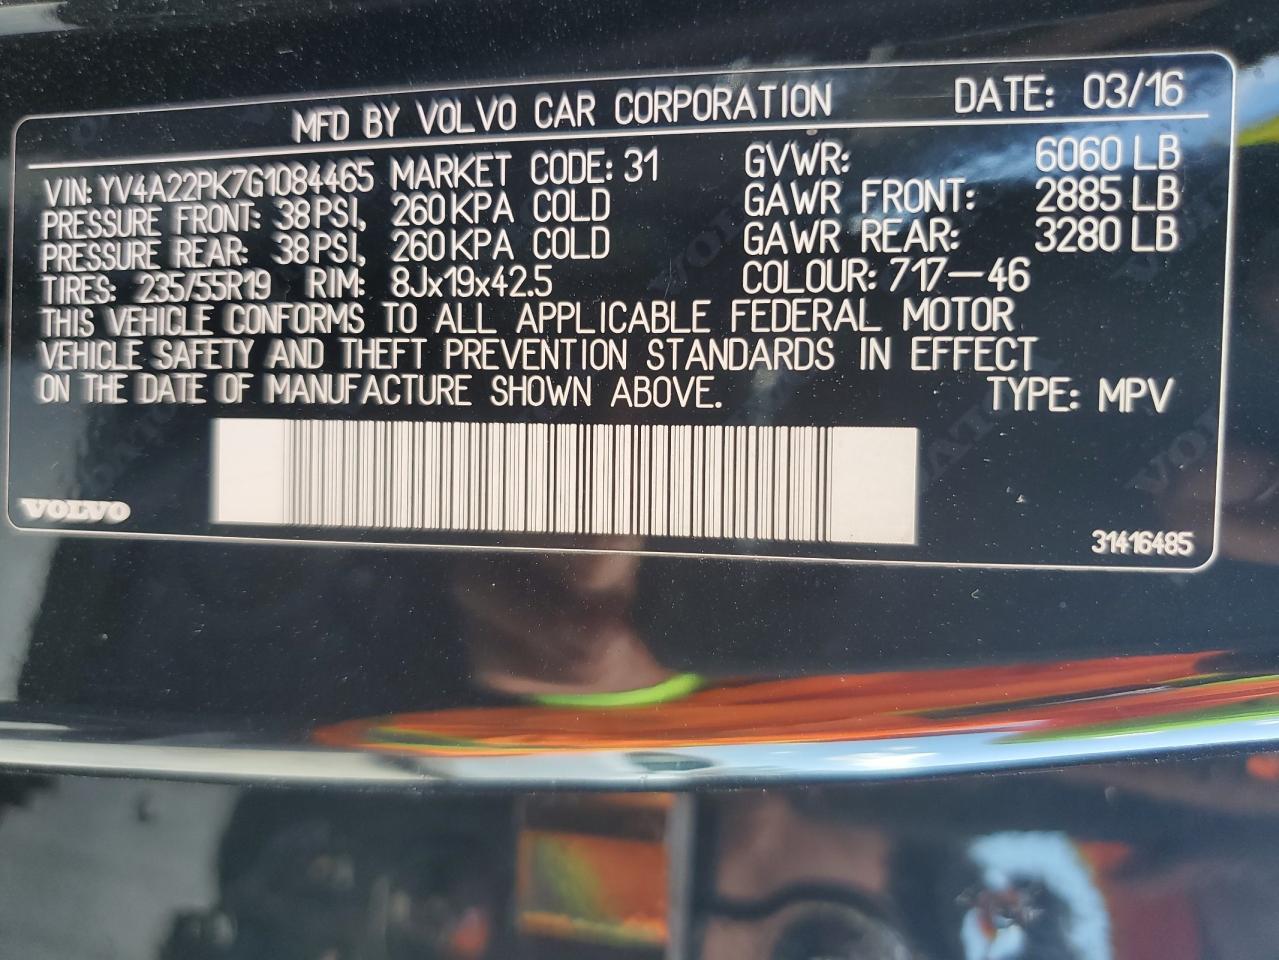 MFD BY VOLVO CAR CORPORATION DATE: 03/16
VIN: YV4A22PK7G1084465 MARKET CODE: 31 GVWR: 6060 LB
PRESSURE FRONT: 38 PSI, 260 KPA COLD GAWR FRONT: 2885 LB
PRESSURE REAR: 38 PSI, 260 KPA COLD GAWR REAR: 3280 LB
TIRES: 235/55R19 RIM: 8Jx19x42.5 COLOUR: 717-46
THIS VEHICLE CONFORMS TO ALL APPLICABLE FEDERAL MOTOR
VEHICLE SAFETY AND THEFT PREVENTION STANDARDS IN EFFECT
ON THE DATE OF MANUFACTURE SHOWN ABOVE. TYPE: MPV
VOLVO
31416485